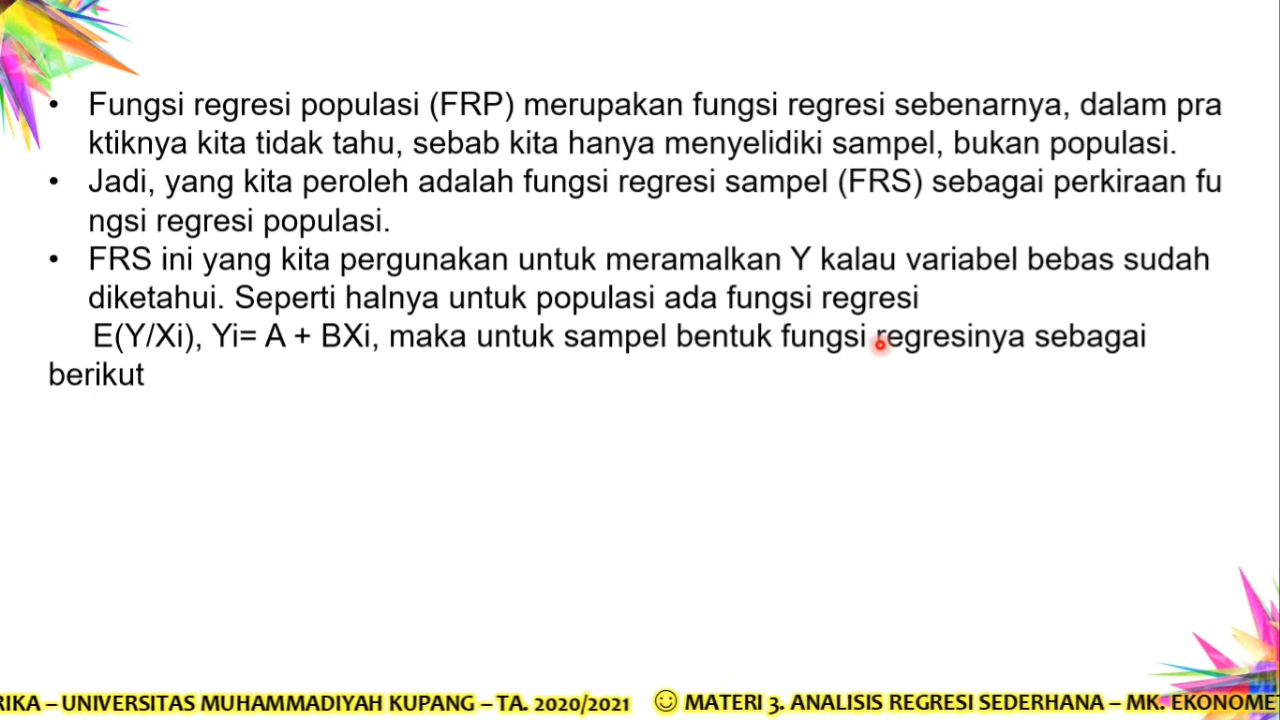 • Fungsi regresi populasi (FRP) merupakan fungsi regresi sebenarnya, dalam pra
ktiknya kita tidak tahu, sebab kita hanya menyelidiki sampel, bukan populasi.
• Jadi, yang kita peroleh adalah fungsi regresi sampel (FRS) sebagai perkiraan fu
ngsi regresi populasi.
• FRS ini yang kita pergunakan untuk meramalkan Y kalau variabel bebas sudah
diketahui. Seperti halnya untuk populasi ada fungsi regresi
E(Y/Xi), Yi= A + BXi, maka untuk sampel bentuk fungsi regresinya sebagai
berikut
RIKA – UNIVERSITAS MUHAMMADIYAH KUPANG – TA. 2020/2021 ☺ MATERI 3. ANALISIS REGRESI SEDERHANA – MK. EKONOME